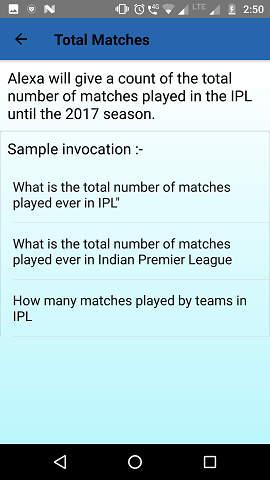 2:50
LTE
4G
Total Matches
Alexa will give a count of the total
number of matches played in the IPL
until the 2017 season.
Sample invocation :-
What is the total number of matches
played ever in IPL"
What is the total number of matches
played ever in Indian Premier League
How many matches played by teams in
IPL